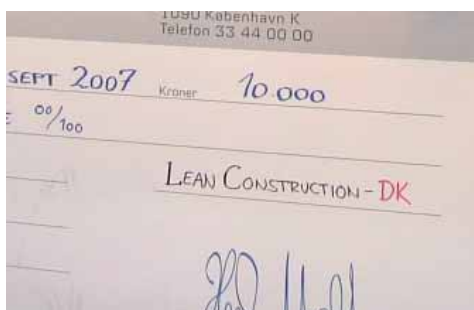 1090 København K
Telefon 33 44 00 00
SEPT 2007 Kroner 10.000
00/100
LEAN CONSTRUCTION - DK